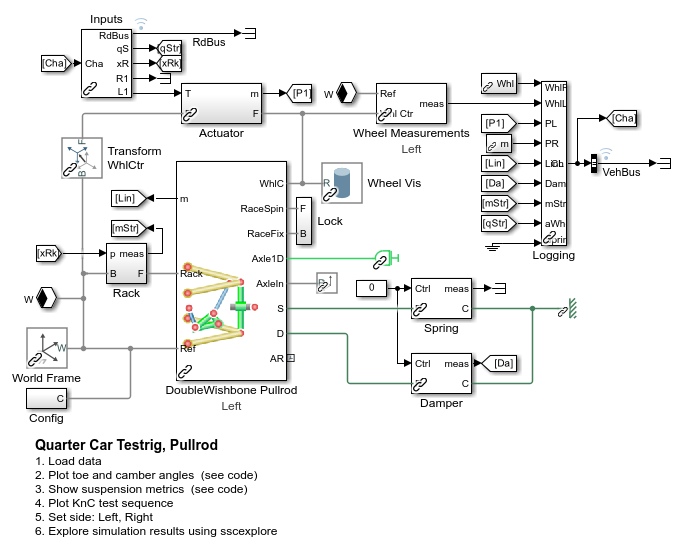 Inputs
RdBus
qS
xR
R1
L1
Cha
[Cha]
RdBus
[qStr]
[xRk]
T
m
F
Actuator
[P1]
W
Ref
meas
Whl Ctr
Wheel Measurements
Left
Whl
[P1]
m
[Lin]
[Da]
[mStr]
[qStr]
WhlR
WhlL
PL
PR
Lin
Dam
mStr
aWh
Logging
[Cha]
VehBus
F
B
Transform
WhlCtr
[Lin]
[mStr]
m
WhlC
RaceSpin
RaceFix
Axle1D
AxleIn
S
D
AR
Rack
Ref
R
Wheel Vis
F
B
Lock
[xRk]
p meas
B
F
Rack
W
W
World Frame
C
Config
DoubleWishbone Pullrod
Left
0
Ctrl
meas
C
Spring
Ctrl
meas
C
Damper
[Da]
Quarter Car Testrig, Pullrod
1. Load data
2. Plot toe and camber angles  (see code)
3. Show suspension metrics  (see code)
4. Plot KnC test sequence
5. Set side: Left, Right
6. Explore simulation results using sscexplore